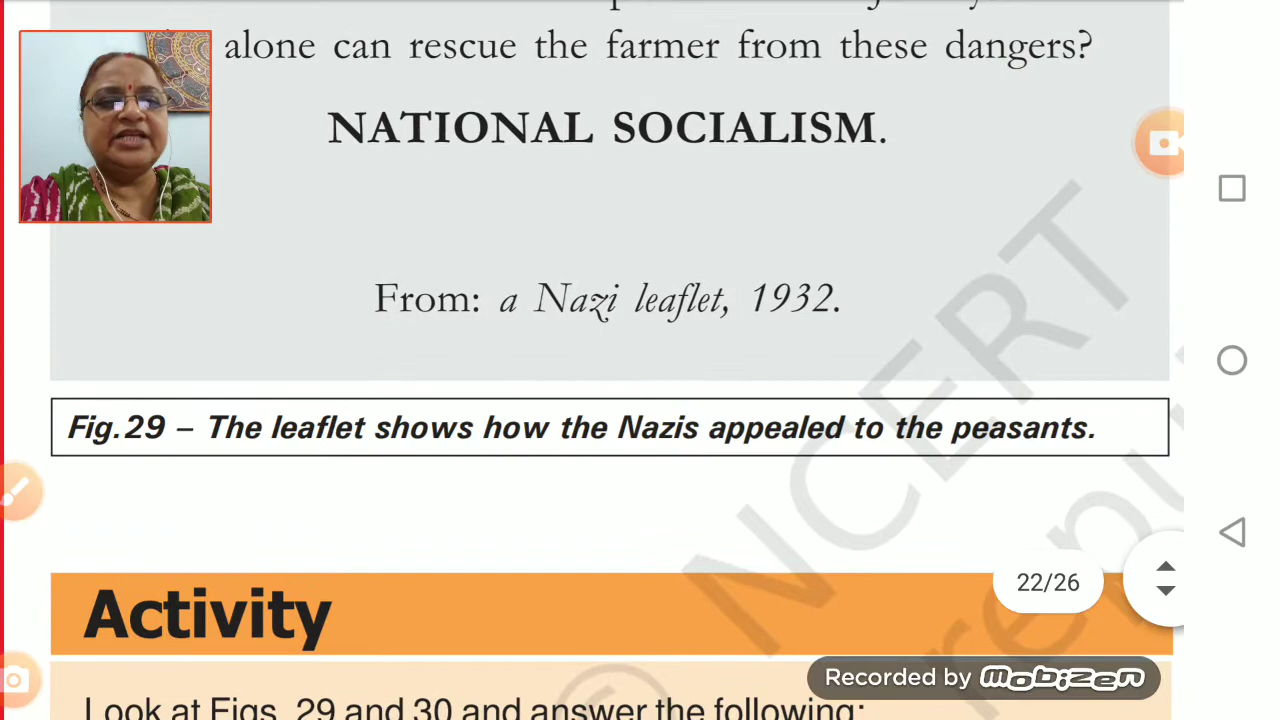 alone can rescue the farmer from these dangers?
NATIONAL SOCIALISM.
From: a Nazi leaflet, 1932.
Fig.29 – The leaflet shows how the Nazis appealed to the peasants.
© NCERT
22/26
Activity
Recorded by mobizen
Look at Figs. 29 and 30 and answer the following: